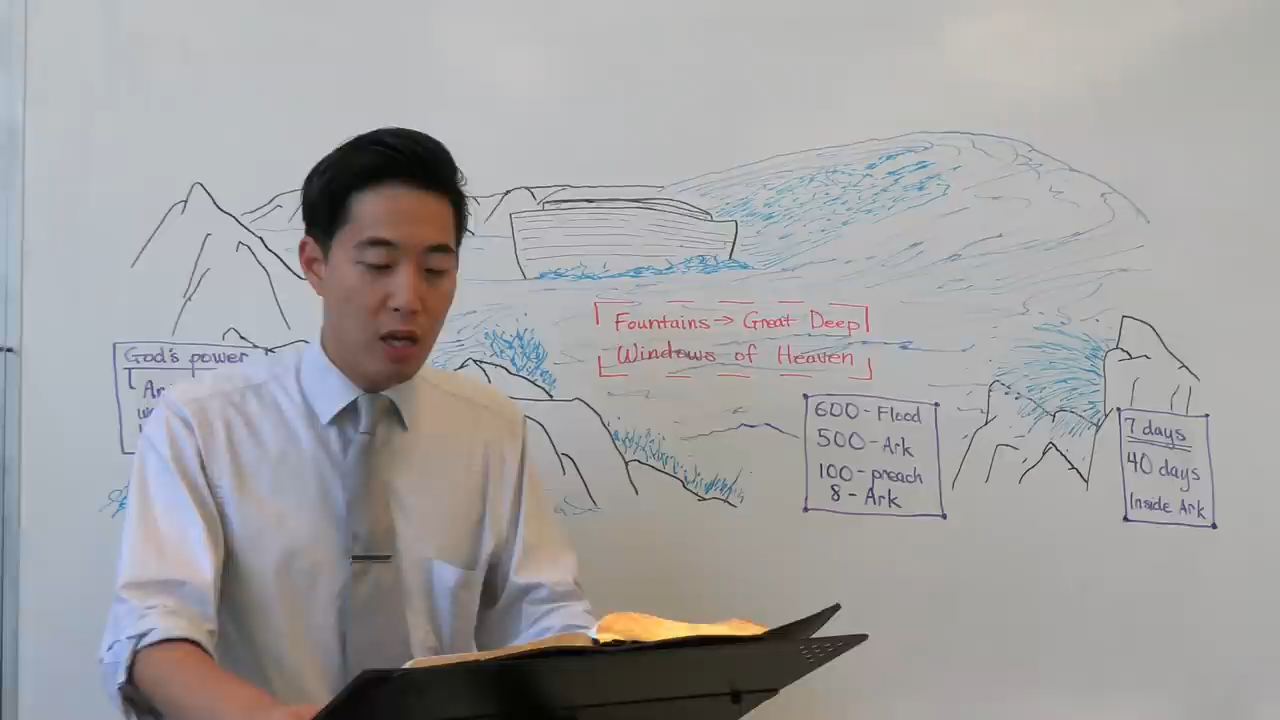 God's power
Fountains → Great Deep
Windows of Heaven
600 - Flood
500 - Ark
100 - preach
8 - Ark
7 days
40 days
Inside Ark